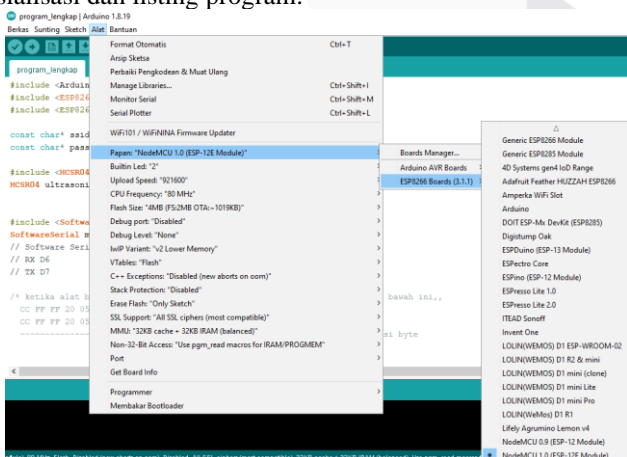 sialisasi dan listing program.
program_lengkap | Arduino 1.8.19
Berkas Sunting Sketch Alat Bantuan
program_lengkap
#include <Arduin
#include <ESP826
#include <ESP826
const char* ssid
const char* pass
#include <HCSR04
HCSR04 ultrasoni
#include <Softwa
SoftwareSerial m
// Software Seri
// RX D6
// TX D7
/* ketika alat b
bawah ini,,
CC FF FF 20 05
CC FF FF 20 05
si byte
Format Otomatis Ctrl+T
Arsip Sketsa
Perbaiki Pengkodean & Muat Ulang
Manage Libraries... Ctrl+Shift+I
Monitor Serial Ctrl+Shift+M
Serial Plotter Ctrl+Shift+L
WiFi101 / WiFiNINA Firmware Updater
Papan: "NodeMCU 1.0 (ESP-12E Module)"
Builtin Led: "2"
Upload Speed: "921600"
CPU Frequency: "80 MHz"
Flash Size: "4MB (FS:2MB OTA:~1019KB)"
Debug port: "Disabled"
Debug Level: "None"
lwIP Variant: "v2 Lower Memory"
VTables: "Flash"
C++ Exceptions: "Disabled (new aborts on oom)"
Stack Protection: "Disabled"
Erase Flash: "Only Sketch"
SSL Support: "All SSL ciphers (most compatible)"
MMU: "32KB cache + 32KB IRAM (balanced)"
Non-32-Bit Access: "Use pgm_read macros for IRAM/PROGMEM"
Port
Get Board Info
Programmer
Membakar Bootloader
Boards Manager...
Arduino AVR Boards
ESP8266 Boards (3.1.1)
Generic ESP8266 Module
Generic ESP8285 Module
4D Systems gen4 IoD Range
Adafruit Feather HUZZAH ESP8266
Amperka WiFi Slot
Arduino
DOIT ESP-Mx DevKit (ESP8285)
Digistump Oak
ESPDuino (ESP-13 Module)
ESPectro Core
ESPino (ESP-12 Module)
ESPresso Lite 1.0
ESPresso Lite 2.0
ITEAD Sonoff
Invent One
LOLIN(WEMOS) D1 ESP-WROOM-02
LOLIN(WEMOS) D1 R2 & mini
LOLIN(WEMOS) D1 mini (clone)
LOLIN(WEMOS) D1 mini Lite
LOLIN(WEMOS) D1 mini Pro
LOLIN(WeMos) D1 R1
Lifely Agrumino Lemon v4
NodeMCU 0.9 (ESP-12 Module)
NodeMCU 1.0 (ESP-12E Module)